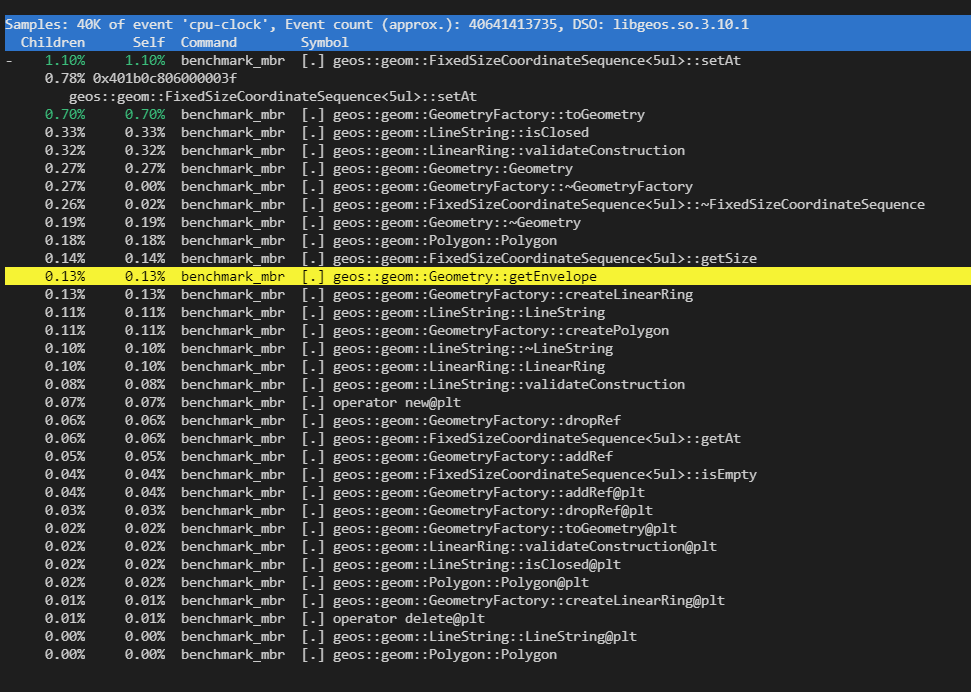 Samples: 40K of event 'cpu-clock', Event count (approx.): 40641413735, DSO: libgeos.so.3.10.1
Children Self Command Symbol
- 1.10% 1.10% benchmark_mbr [.] geos::geom::FixedSizeCoordinateSequence<5ul>::setAt
0.78% 0x401b0c806000003f
geos::geom::FixedSizeCoordinateSequence<5ul>::setAt
0.70% 0.70% benchmark_mbr [.] geos::geom::GeometryFactory::toGeometry
0.33% 0.33% benchmark_mbr [.] geos::geom::LineString::isClosed
0.32% 0.32% benchmark_mbr [.] geos::geom::LinearRing::validateConstruction
0.27% 0.27% benchmark_mbr [.] geos::geom::Geometry::Geometry
0.27% 0.00% benchmark_mbr [.] geos::geom::GeometryFactory::~GeometryFactory
0.26% 0.02% benchmark_mbr [.] geos::geom::FixedSizeCoordinateSequence<5ul>::~FixedSizeCoordinateSequence
0.19% 0.19% benchmark_mbr [.] geos::geom::Geometry::~Geometry
0.18% 0.18% benchmark_mbr [.] geos::geom::Polygon::Polygon
0.14% 0.14% benchmark_mbr [.] geos::geom::FixedSizeCoordinateSequence<5ul>::getSize
0.13% 0.13% benchmark_mbr [.] geos::geom::Geometry::getEnvelope
0.13% 0.13% benchmark_mbr [.] geos::geom::GeometryFactory::createLinearRing
0.11% 0.11% benchmark_mbr [.] geos::geom::LineString::LineString
0.11% 0.11% benchmark_mbr [.] geos::geom::GeometryFactory::createPolygon
0.10% 0.10% benchmark_mbr [.] geos::geom::LineString::~LineString
0.10% 0.10% benchmark_mbr [.] geos::geom::LinearRing::LinearRing
0.08% 0.08% benchmark_mbr [.] geos::geom::LineString::validateConstruction
0.07% 0.07% benchmark_mbr [.] operator new@plt
0.06% 0.06% benchmark_mbr [.] geos::geom::GeometryFactory::dropRef
0.06% 0.06% benchmark_mbr [.] geos::geom::FixedSizeCoordinateSequence<5ul>::getAt
0.05% 0.05% benchmark_mbr [.] geos::geom::GeometryFactory::addRef
0.04% 0.04% benchmark_mbr [.] geos::geom::FixedSizeCoordinateSequence<5ul>::isEmpty
0.04% 0.04% benchmark_mbr [.] geos::geom::GeometryFactory::addRef@plt
0.03% 0.03% benchmark_mbr [.] geos::geom::GeometryFactory::dropRef@plt
0.02% 0.02% benchmark_mbr [.] geos::geom::GeometryFactory::toGeometry@plt
0.02% 0.02% benchmark_mbr [.] geos::geom::LinearRing::validateConstruction@plt
0.02% 0.02% benchmark_mbr [.] geos::geom::LineString::isClosed@plt
0.02% 0.02% benchmark_mbr [.] geos::geom::Polygon::Polygon@plt
0.01% 0.01% benchmark_mbr [.] geos::geom::GeometryFactory::createLinearRing@plt
0.01% 0.01% benchmark_mbr [.] operator delete@plt
0.00% 0.00% benchmark_mbr [.] geos::geom::LineString::LineString@plt
0.00% 0.00% benchmark_mbr [.] geos::geom::Polygon::Polygon